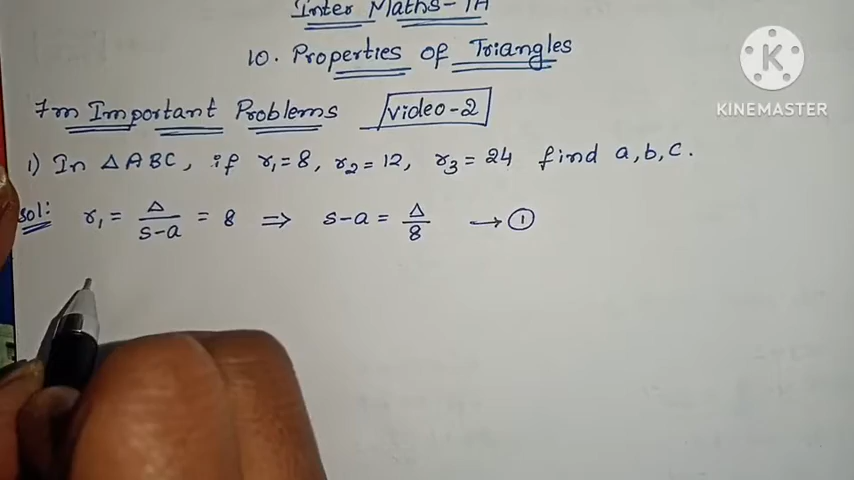 Inter Maths-IA
10. Properties of Triangles
7m Important Problems video-2
1) In △ABC, if r₁=8, r₂=12, r₃=24 find a,b,c.
sol: r₁ = Δ/(s-a) = 8 ⟹ s-a = Δ/8 → ①
K
KINEMASTER